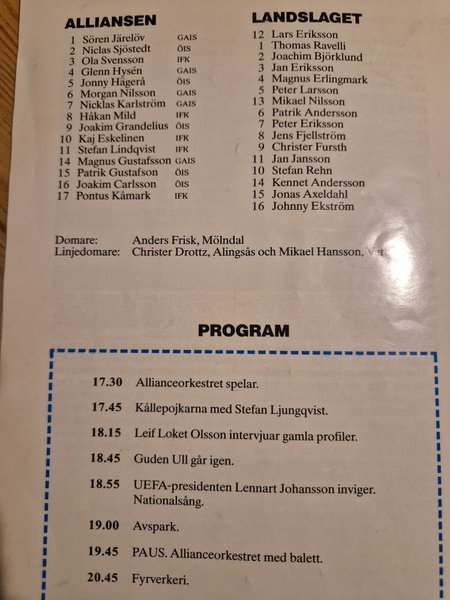 ALLIANSEN
1 Sören Järelöv GAIS
2 Niclas Sjöstedt ÖIS
3 Ola Svensson IFK
4 Glenn Hysén GAIS
5 Jonny Hägerå ÖIS
6 Morgan Nilsson GAIS
7 Nicklas Karlström GAIS
8 Håkan Mild IFK
9 Joakim Grandelius ÖIS
10 Kaj Eskelinen IFK
11 Stefan Lindqvist IFK
14 Magnus Gustafsson GAIS
15 Patrik Gustafson ÖIS
16 Joakim Carlsson ÖIS
17 Pontus Kåmark IFK
LANDSLAGET
12 Lars Eriksson
1 Thomas Ravelli
2 Joachim Björklund
3 Jan Eriksson
4 Magnus Erlingmark
5 Peter Larsson
13 Mikael Nilsson
6 Patrik Andersson
7 Peter Eriksson
8 Jens Fjellström
9 Christer Fursth
11 Jan Jansson
10 Stefan Rehn
14 Kennet Andersson
15 Jonas Axeldahl
16 Johnny Ekström
Domare: Anders Frisk, Mölndal
Linjedomare: Christer Drottz, Alingsås och Mikael Hansson,
PROGRAM
17.30 Allianceorkestret spelar.
17.45 Kållepojkarna med Stefan Ljungqvist.
18.15 Leif Loket Olsson intervjuar gamla profiler.
18.45 Guden Ull går igen.
18.55 UEFA-presidenten Lennart Johansson inviger.
Nationalsång.
19.00 Avspark.
19.45 PAUS. Allianceorkestret med balett.
20.45 Fyrverkeri.